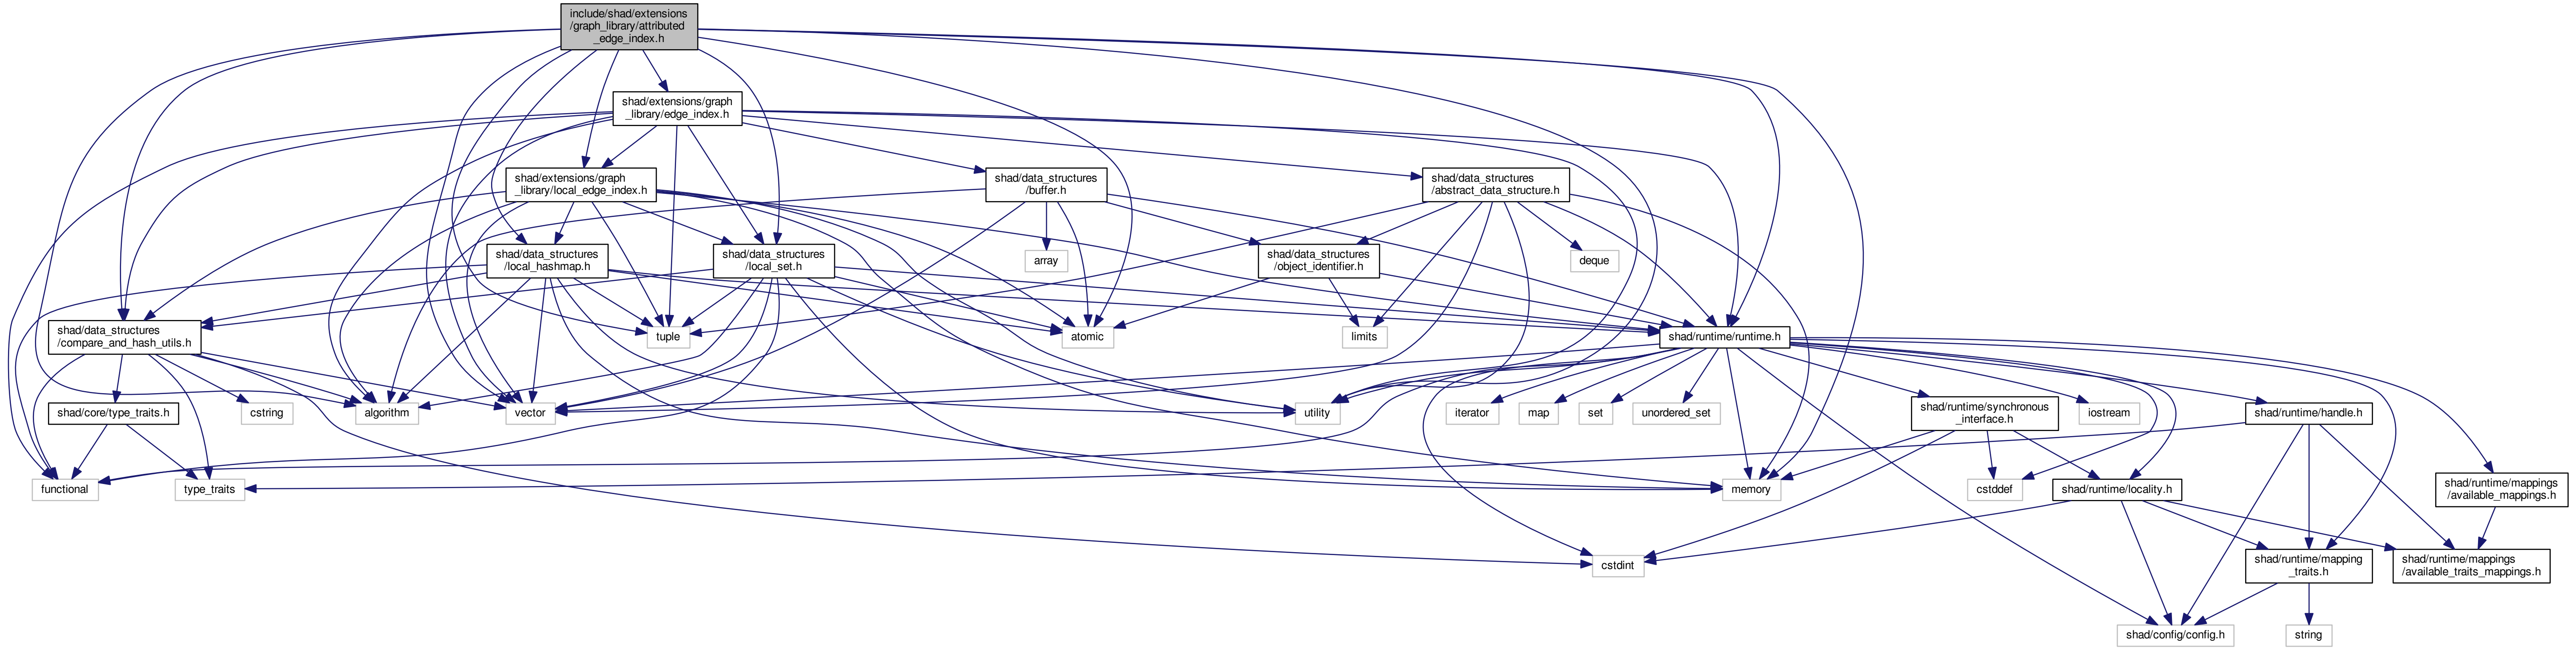 include/shad/extensions
/graph_library/attributed
_edge_index.h
shad/extensions/graph
_library/edge_index.h
shad/extensions/graph
_library/local_edge_index.h
shad/data_structures
/buffer.h
shad/data_structures
/abstract_data_structure.h
shad/data_structures
/local_hashmap.h
shad/data_structures
/local_set.h
array
shad/data_structures
/object_identifier.h
deque
shad/data_structures
/compare_and_hash_utils.h
tuple
atomic
limits
shad/runtime/runtime.h
shad/core/type_traits.h
cstring
algorithm
vector
utility
iterator
map
set
unordered_set
shad/runtime/synchronous
_interface.h
iostream
shad/runtime/handle.h
functional
type_traits
memory
cstddef
shad/runtime/locality.h
shad/runtime/mappings
/available_mappings.h
cstdint
shad/runtime/mapping
_traits.h
shad/runtime/mappings
/available_traits_mappings.h
shad/config/config.h
string